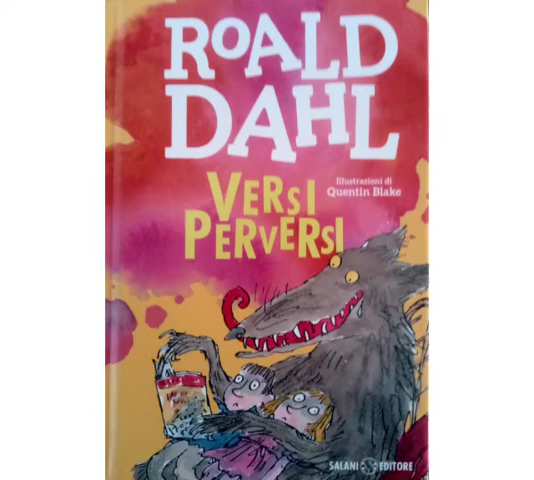 ROALD
DAHL
Illustrazioni di
Quentin Blake
VERSI
PERVERSI
SALANI EDITORE